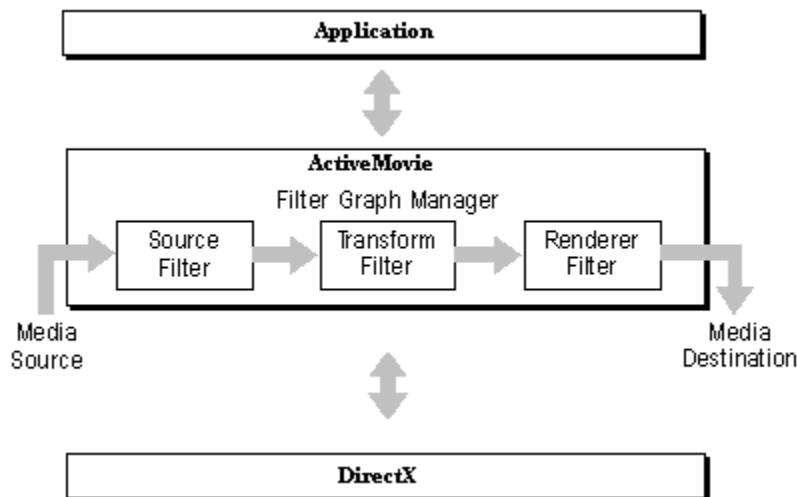 Application
ActiveMovie
Filter Graph Manager
Source
Filter
Transform
Filter
Renderer
Filter
Media
Source
Media
Destination
DirectX